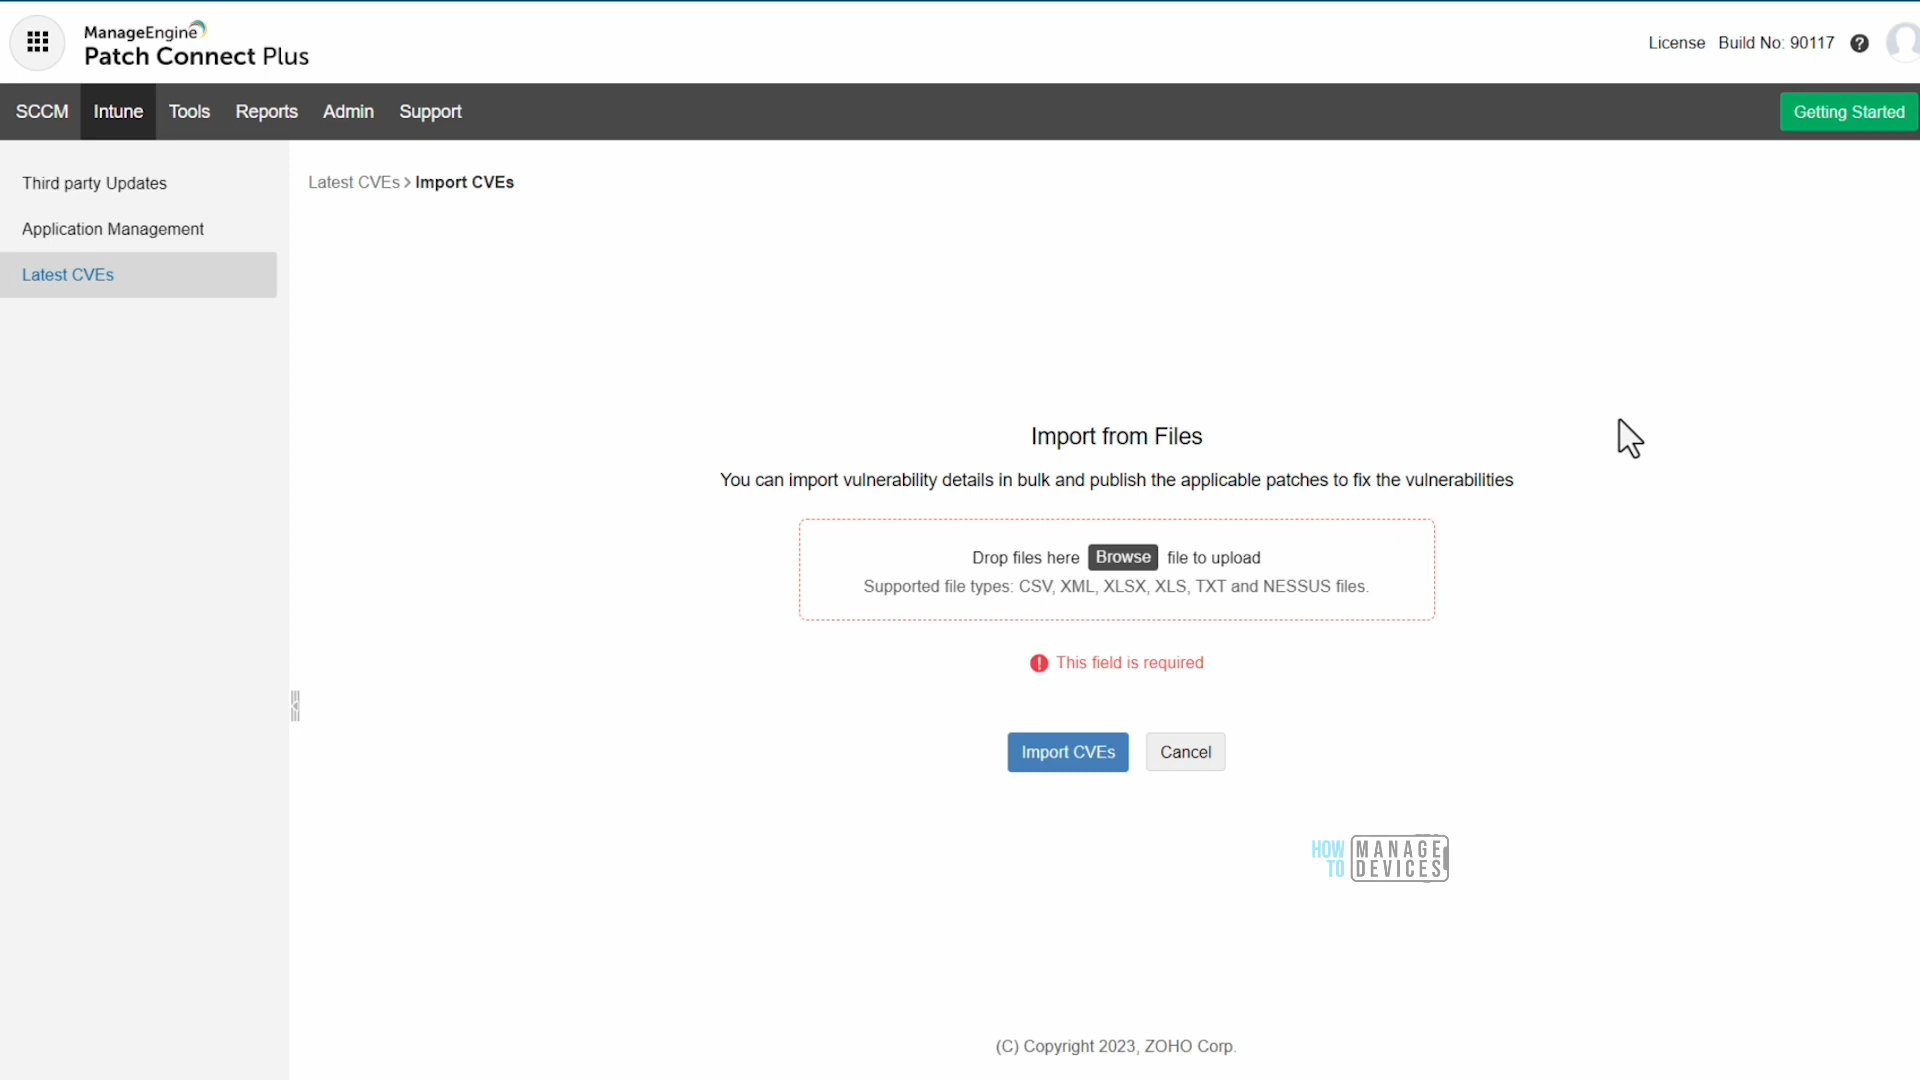 ManageEngine
Patch Connect Plus
License Build No: 90117 ?
SCCM Intune Tools Reports Admin Support Getting Started
Third party Updates
Application Management
Latest CVEs
Latest CVEs > Import CVEs
Import from Files
You can import vulnerability details in bulk and publish the applicable patches to fix the vulnerabilities
Drop files here Browse file to upload
Supported file types: CSV, XML, XLSX, XLS, TXT and NESSUS files.
! This field is required
Import CVEs Cancel
HOW TO MANAGE DEVICES
(C) Copyright 2023, ZOHO Corp.